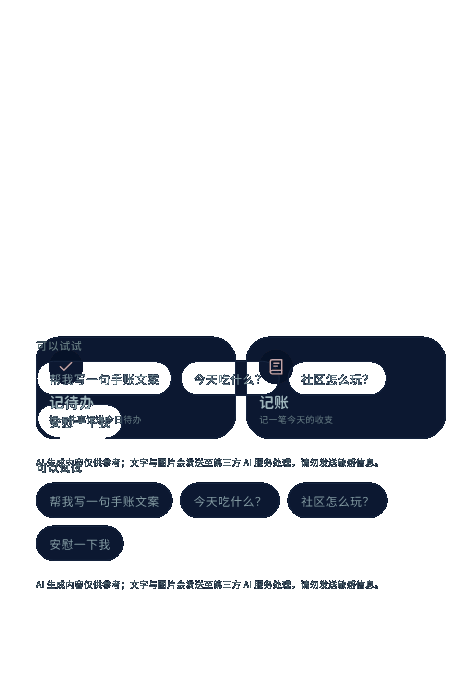 可以试试
帮我写一句手账文案 今天吃什么？ 社区怎么玩？
记待办 记账
安慰一下我 日待办 记一笔今天的收支
AI 生成内容仅供参考；文字与图片会发送至第三方 AI 服务处理，请勿发送敏感信息。
可以试试
帮我写一句手账文案 今天吃什么？ 社区怎么玩？
安慰一下我
AI 生成内容仅供参考；文字与图片会发送至第三方 AI 服务处理，请勿发送敏感信息。